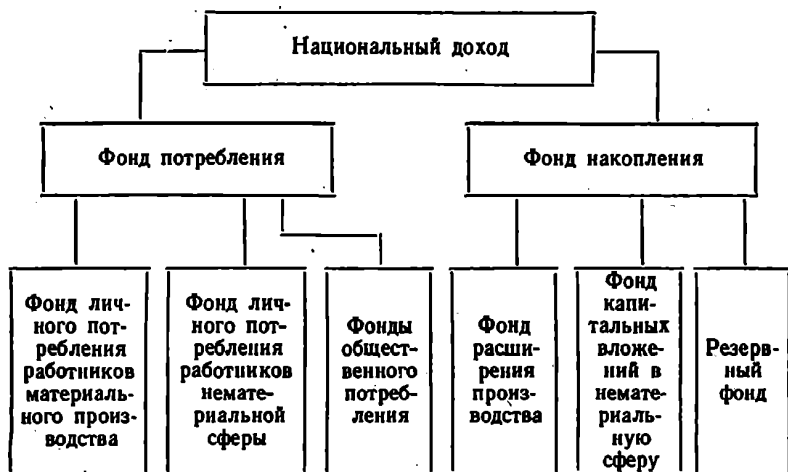 Национальный доход
Фонд потребления
Фонд накопления
Фонд лич-
ного пот-
ребления
работников
материаль-
ного произ-
водства
Фонд лич-
ного пот-
ребления
работников
немате-
риальной
сферы
Фонды
общест-
венного
потреб-
ления
Фонд
расши-
рения
произ-
водства
Фонд
капи-
тальных
вложе-
ний в
немате-
риаль-
ную
сферу
Резерв-
ный
фонд